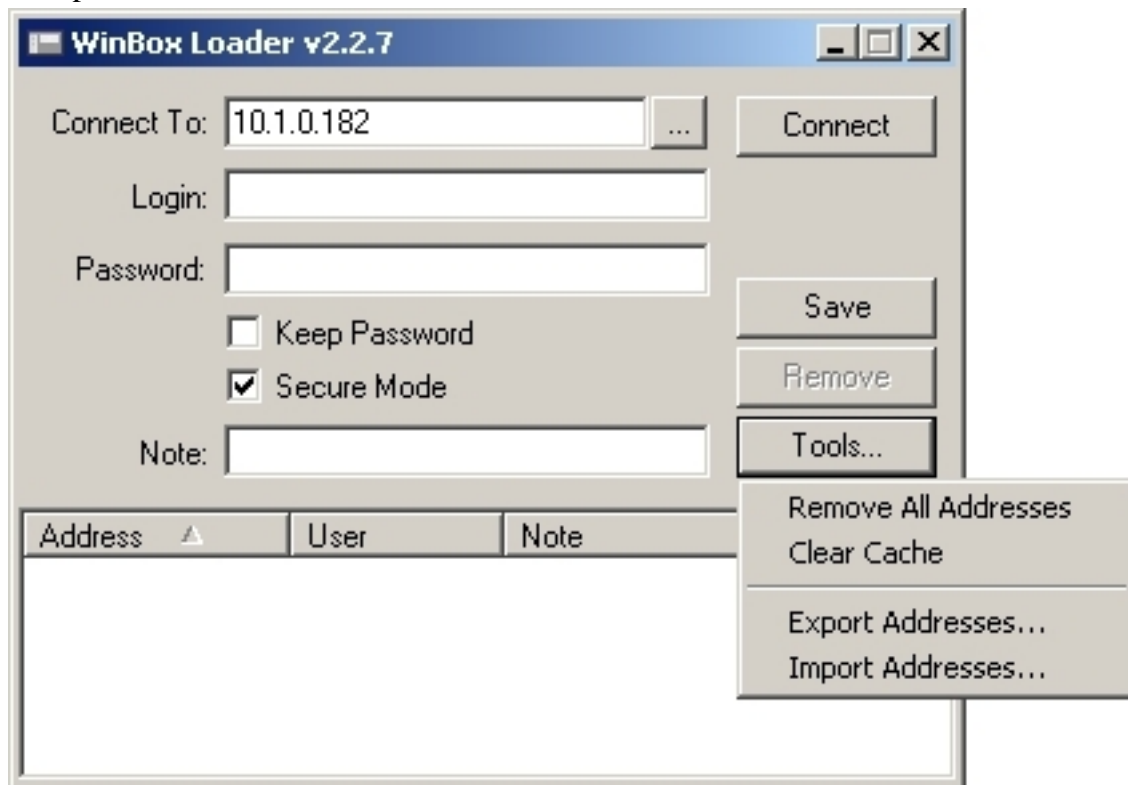 WinBox Loader v2.2.7
Connect To: 10.1.0.182 ... Connect
Login:
Password:
Save
Keep Password
Remove
Secure Mode
Note: Tools...
Address User Note
Remove All Addresses
Clear Cache
Export Addresses...
Import Addresses...